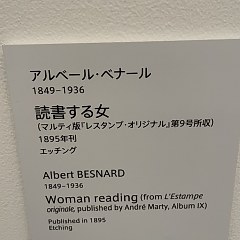 アルベール・ベナール
1849–1936
読書する女
(マルティ版『レスタンプ・オリジナル』第9号所収)
1895年刊
エッチング
Albert BESNARD
1849–1936
Woman reading (from L'Estampe
originale, published by André Marty, Album IX)
Published in 1895
Etching